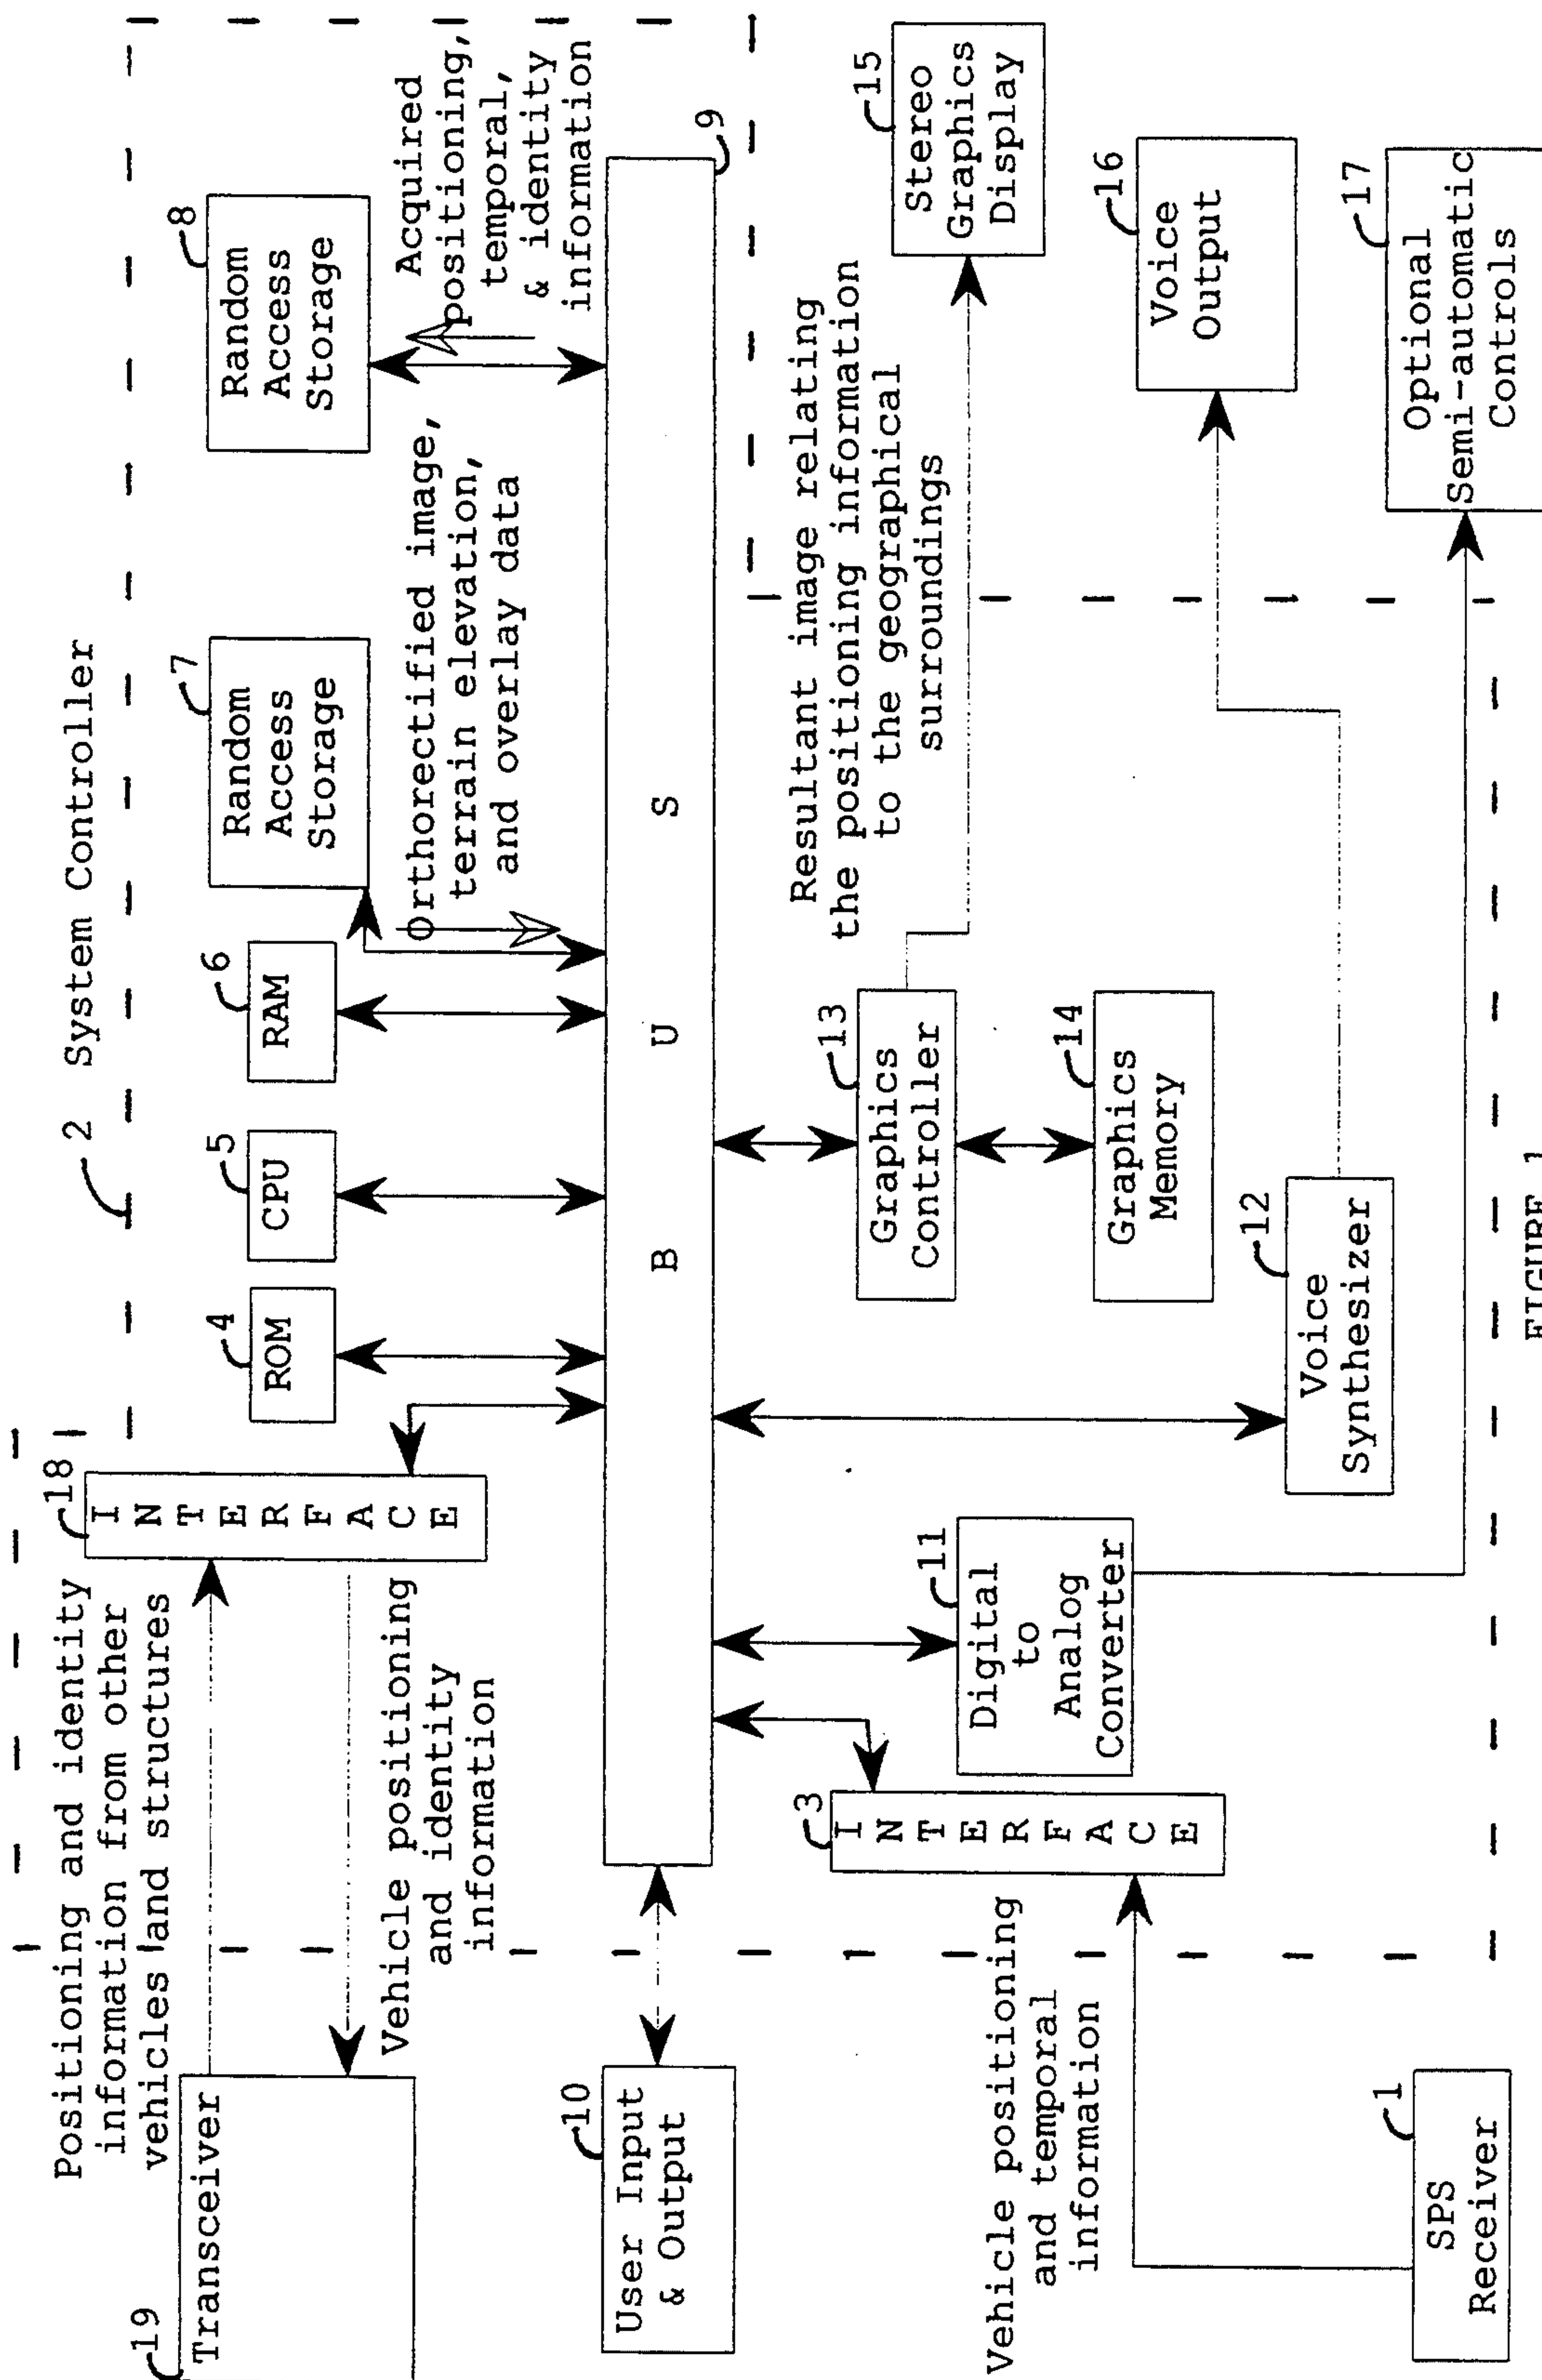 2 System Controller
19
Transceiver
Positioning and identity
information from other
vehicles and structures
Vehicle positioning
and identity
information
18
INTERFACE
4
ROM
5
CPU
6
RAM
7
Random
Access
Storage
Orthorectified image,
terrain elevation,
and overlay data
8
Random
Access
Storage
Acquired
positioning,
temporal,
& identity
information
10
User Input
& Output
BUS
9
Vehicle positioning
and temporal
information
1
SPS
Receiver
3
INTERFACE
11
Digital
to
Analog
Converter
12
Voice
Synthesizer
13
Graphics
Controller
14
Graphics
Memory
Resultant image relating
the positioning information
to the geographical
surroundings
15
Stereo
Graphics
Display
16
Voice
Output
17
Optional
Semi-automatic
Controls
FIGURE 1